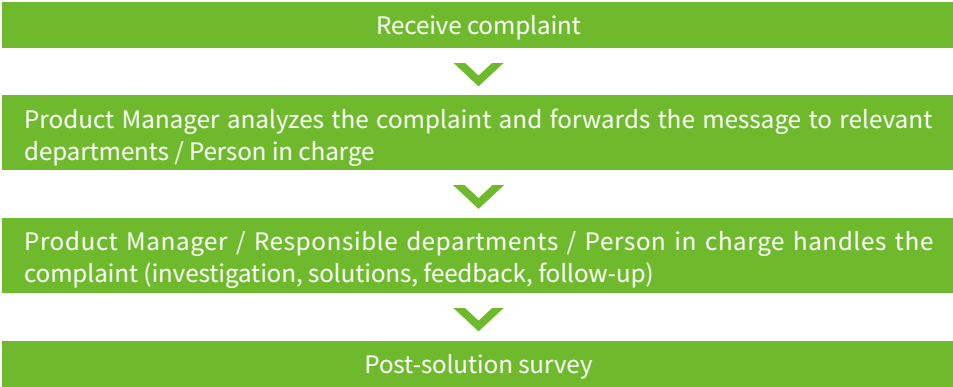 Receive complaint
Product Manager analyzes the complaint and forwards the message to relevant
departments / Person in charge
Product Manager / Responsible departments / Person in charge handles the
complaint (investigation, solutions, feedback, follow-up)
Post-solution survey